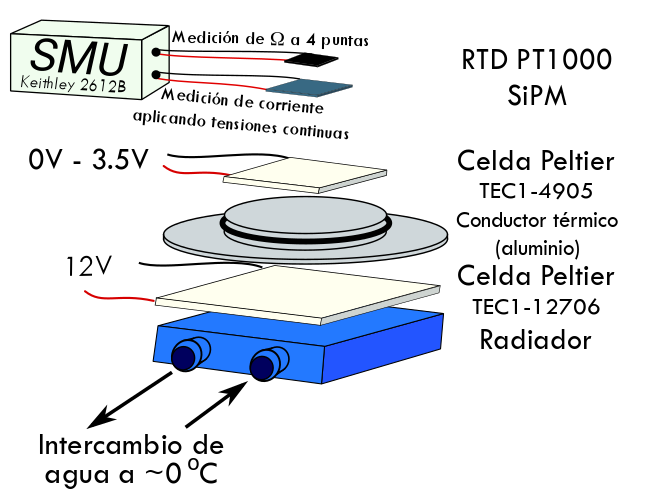 SMU
Keithley 2612B
Medición de Ω a 4 puntas
Medición de corriente
aplicando tensiones continuas
RTD PT1000
SiPM
0V - 3.5V
Celda Peltier
TEC1-4905
Conductor térmico
(aluminio)
12V
Celda Peltier
TEC1-12706
Radiador
Intercambio de
agua a ~0 ºC